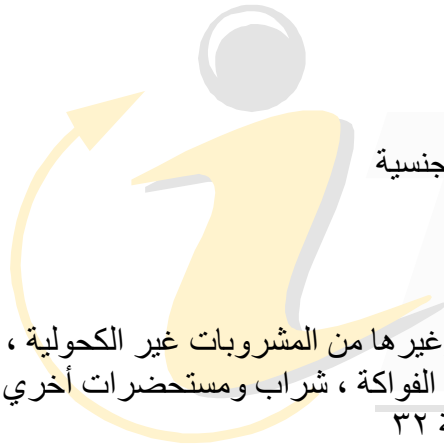 جنسية
غيرها من المشروبات غير الكحولية ،
الفواكة ، شراب ومستحضرات أخري
٣٢